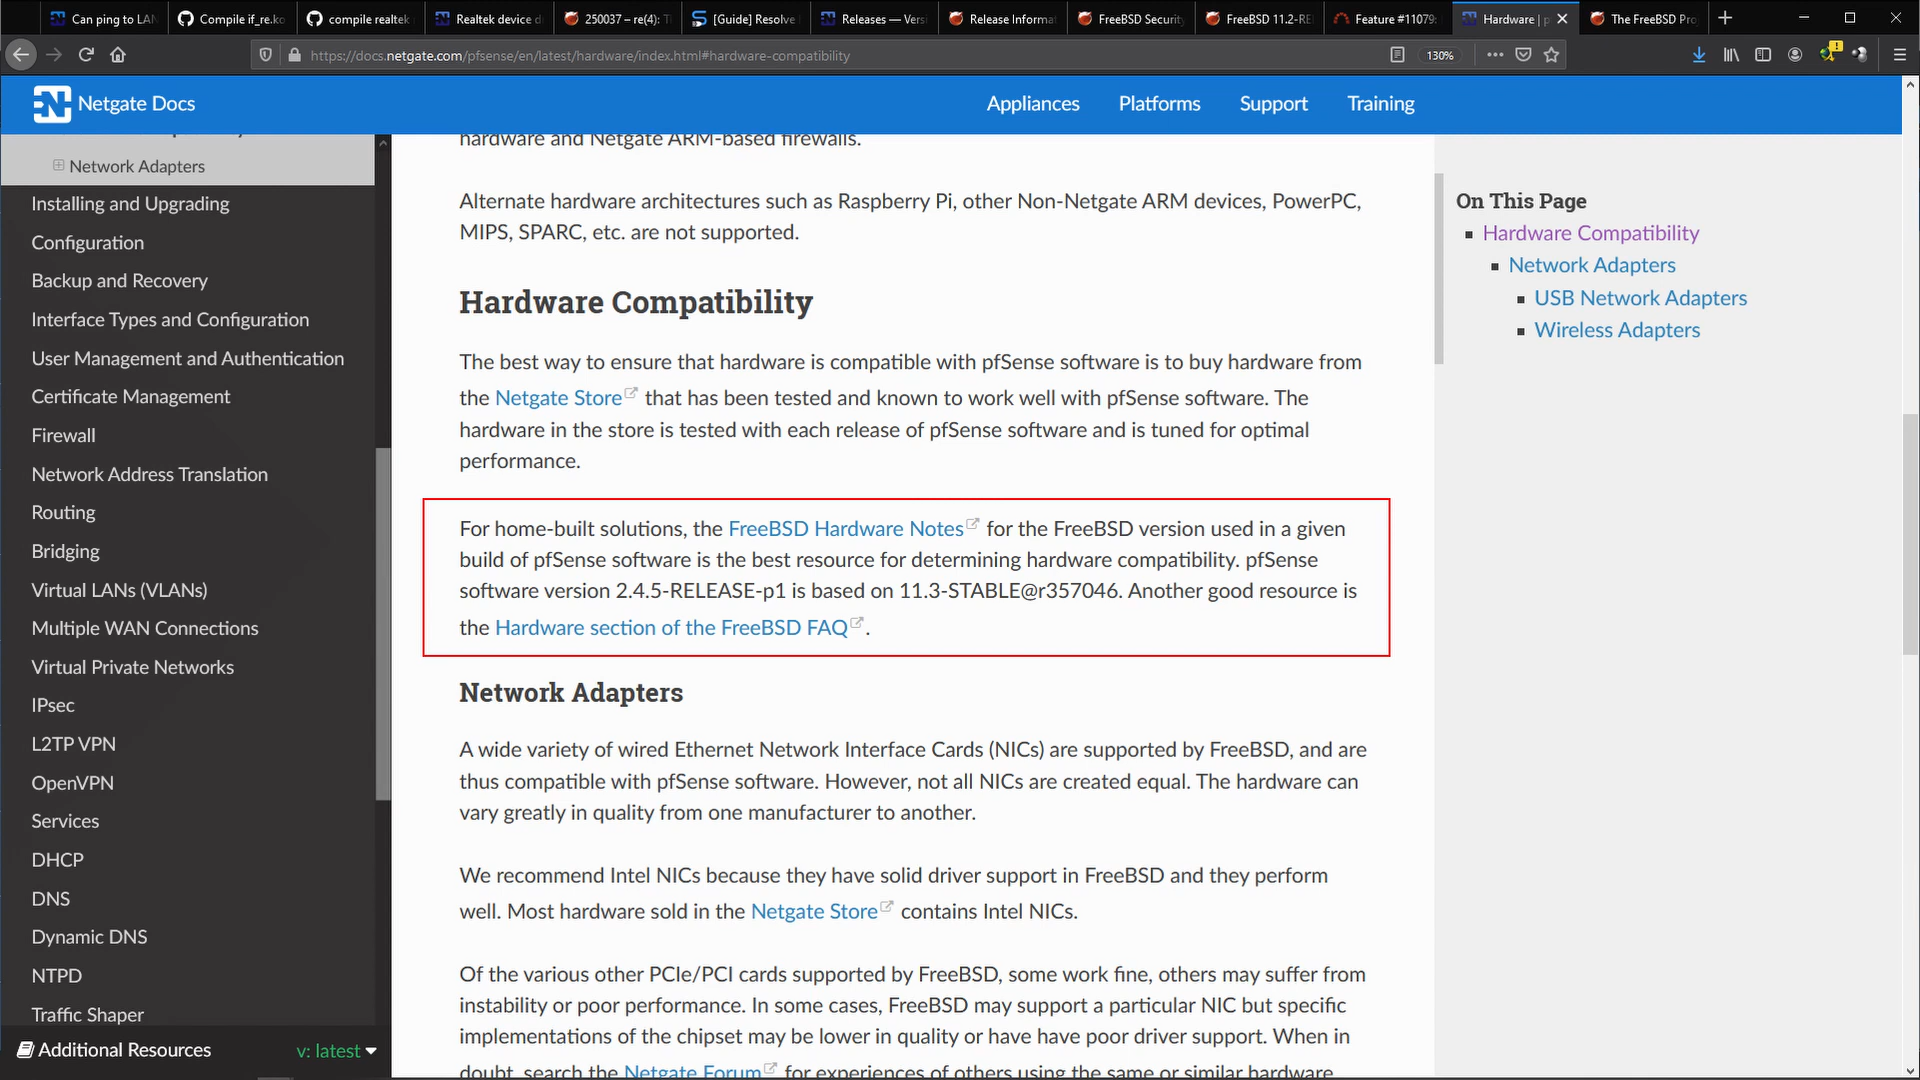 Can ping to LAN
Compile if_re.ko
compile realtek
Realtek device d
250037 – re(4): T
[Guide] Resolve
Releases — Versi
Release Informat
FreeBSD Security
FreeBSD 11.2-RE
Feature #11079:
Hardware | p
The FreeBSD Pro
https://docs.netgate.com/pfsense/en/latest/hardware/index.html#hardware-compatibility
130%
Netgate Docs
Appliances
Platforms
Support
Training
Network Adapters
Installing and Upgrading
Configuration
Backup and Recovery
Interface Types and Configuration
User Management and Authentication
Certificate Management
Firewall
Network Address Translation
Routing
Bridging
Virtual LANs (VLANs)
Multiple WAN Connections
Virtual Private Networks
IPsec
L2TP VPN
OpenVPN
Services
DHCP
DNS
Dynamic DNS
NTPD
Traffic Shaper
Additional Resources
v: latest
hardware and Netgate ARM-based firewalls.
Alternate hardware architectures such as Raspberry Pi, other Non-Netgate ARM devices, PowerPC,
MIPS, SPARC, etc. are not supported.
Hardware Compatibility
The best way to ensure that hardware is compatible with pfSense software is to buy hardware from
the Netgate Store that has been tested and known to work well with pfSense software. The
hardware in the store is tested with each release of pfSense software and is tuned for optimal
performance.
For home-built solutions, the FreeBSD Hardware Notes for the FreeBSD version used in a given
build of pfSense software is the best resource for determining hardware compatibility. pfSense
software version 2.4.5-RELEASE-p1 is based on 11.3-STABLE@r357046. Another good resource is
the Hardware section of the FreeBSD FAQ.
Network Adapters
A wide variety of wired Ethernet Network Interface Cards (NICs) are supported by FreeBSD, and are
thus compatible with pfSense software. However, not all NICs are created equal. The hardware can
vary greatly in quality from one manufacturer to another.
We recommend Intel NICs because they have solid driver support in FreeBSD and they perform
well. Most hardware sold in the Netgate Store contains Intel NICs.
Of the various other PCIe/PCI cards supported by FreeBSD, some work fine, others may suffer from
instability or poor performance. In some cases, FreeBSD may support a particular NIC but specific
implementations of the chipset may be lower in quality or have have poor driver support. When in
doubt, search the Netgate Forum for experiences of others using the same or similar hardware.
On This Page
Hardware Compatibility
Network Adapters
USB Network Adapters
Wireless Adapters